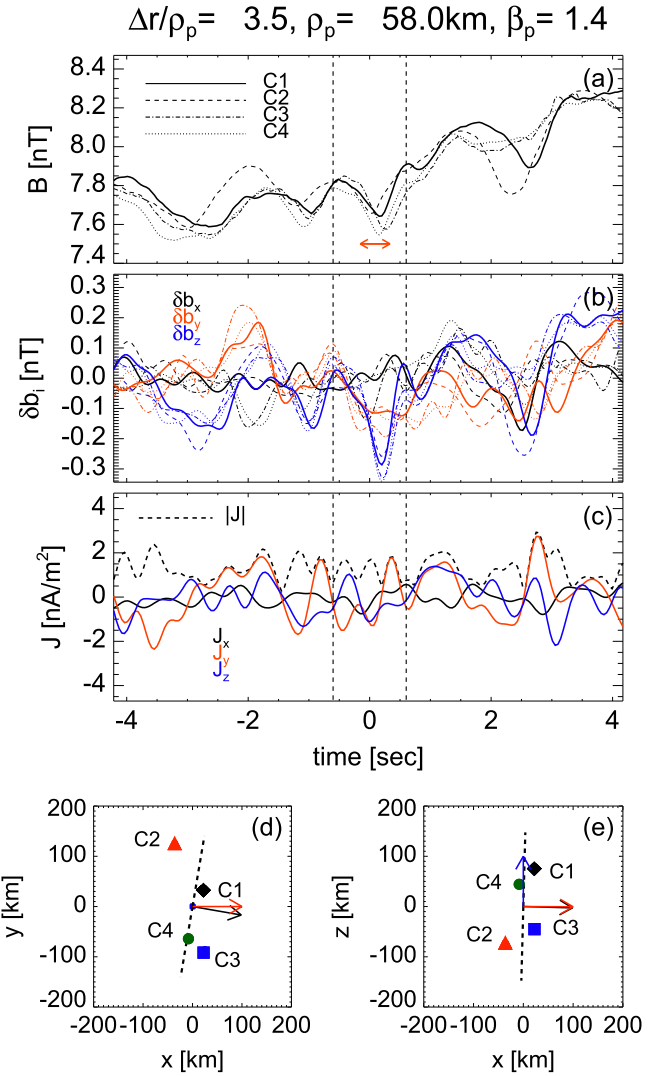 Δr/ρp= 3.5, ρp= 58.0km, βp= 1.4
(a)
C1
C2
C3
C4
B [nT]
8.4
8.2
8.0
7.8
7.6
7.4
(b)
δbx
δby
δbz
δbi [nT]
0.3
0.2
0.1
0.0
-0.1
-0.2
-0.3
(c)
|J|
J [nA/m²]
4
2
0
-2
-4
Jx
Jy
Jz
-4 -2 0 2 4
time [sec]
(d)
C2
C1
C4
C3
y [km]
200
100
0
-100
-200
-200 -100 0 100 200
x [km]
(e)
C1
C4
C2
C3
z [km]
200
100
0
-100
-200
-200 -100 0 100 200
x [km]